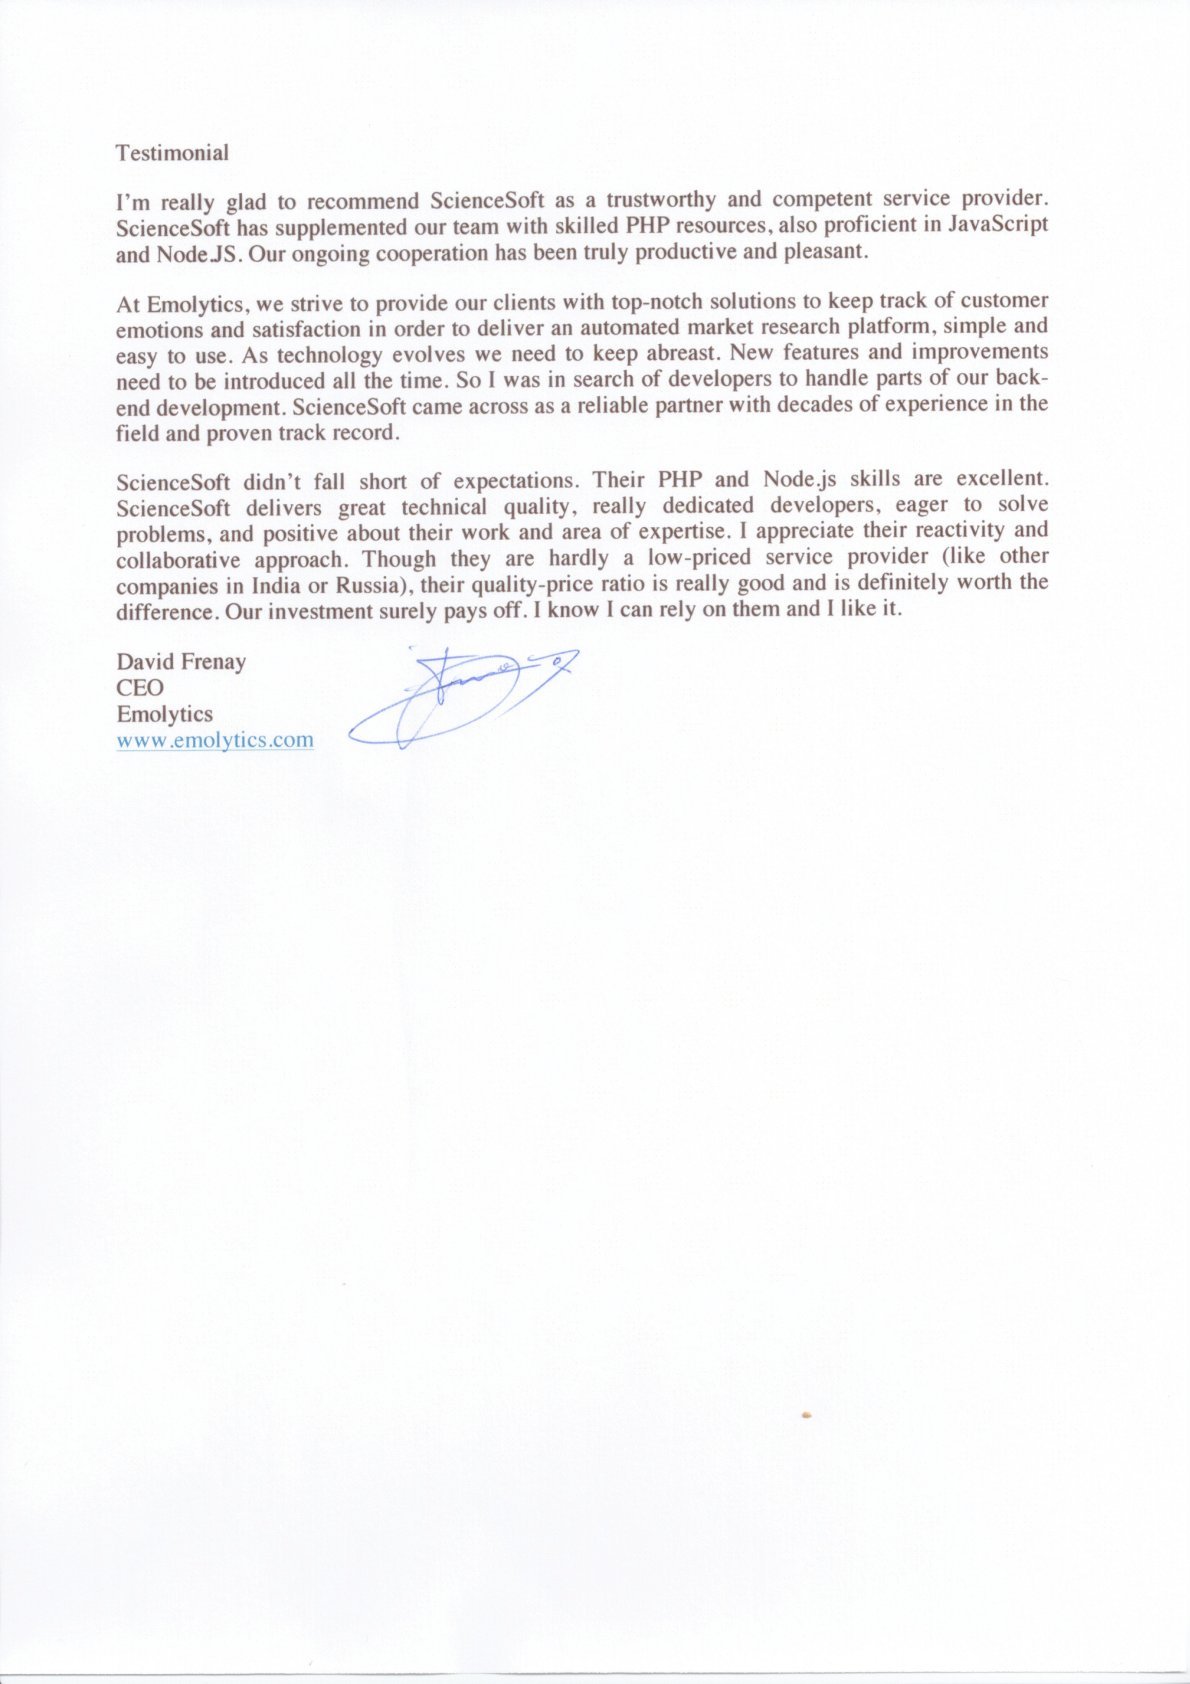 Testimonial
I'm really glad to recommend ScienceSoft as a trustworthy and competent service provider.
ScienceSoft has supplemented our team with skilled PHP resources, also proficient in JavaScript
and Node.JS. Our ongoing cooperation has been truly productive and pleasant.
At Emolytics, we strive to provide our clients with top-notch solutions to keep track of customer
emotions and satisfaction in order to deliver an automated market research platform, simple and
easy to use. As technology evolves we need to keep abreast. New features and improvements
need to be introduced all the time. So I was in search of developers to handle parts of our back-
end development. ScienceSoft came across as a reliable partner with decades of experience in the
field and proven track record.
ScienceSoft didn't fall short of expectations. Their PHP and Node.js skills are excellent.
ScienceSoft delivers great technical quality, really dedicated developers, eager to solve
problems, and positive about their work and area of expertise. I appreciate their reactivity and
collaborative approach. Though they are hardly a low-priced service provider (like other
companies in India or Russia), their quality-price ratio is really good and is definitely worth the
difference. Our investment surely pays off. I know I can rely on them and I like it.
David Frenay
CEO
Emolytics
www.emolytics.com